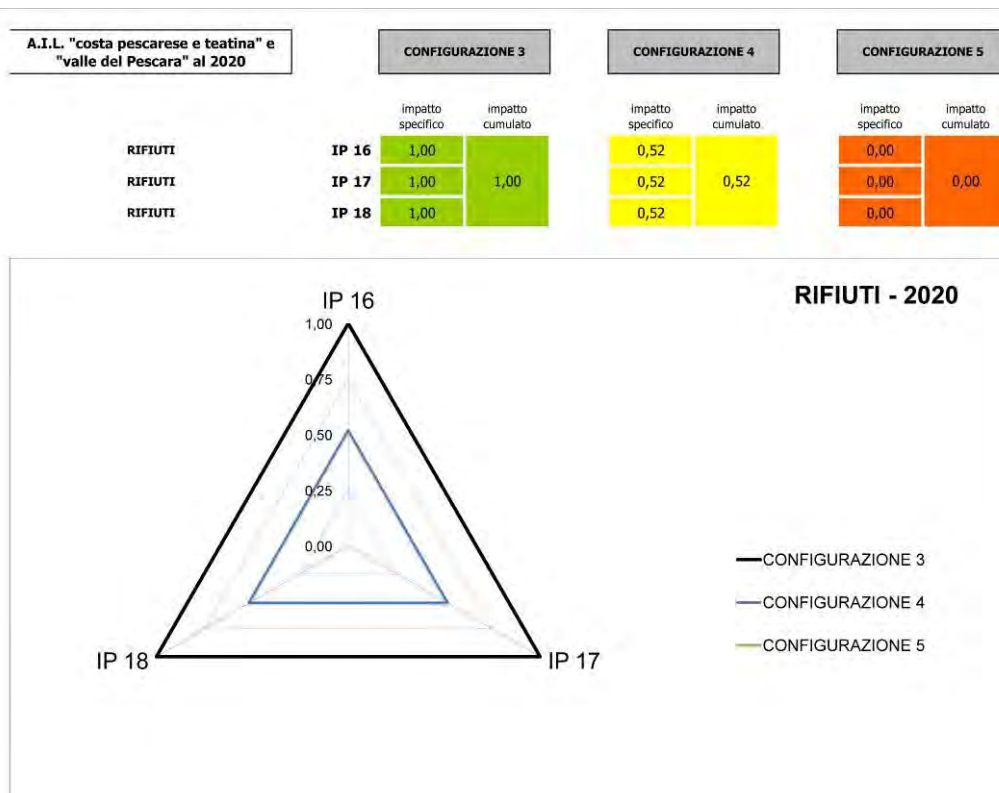 A.I.L. "costa pescarese e teatina" e
"valle del Pescara" al 2020
CONFIGURAZIONE 3
CONFIGURAZIONE 4
CONFIGURAZIONE 5
impatto specifico
impatto cumulato
impatto specifico
impatto cumulato
impatto specifico
impatto cumulato
RIFIUTI IP 16 1,00 0,52 0,00
RIFIUTI IP 17 1,00 1,00 0,52 0,52 0,00 0,00
RIFIUTI IP 18 1,00 0,52 0,00
RIFIUTI - 2020
IP 16
1,00
0,75
0,50
0,25
0,00
IP 18
IP 17
CONFIGURAZIONE 3
CONFIGURAZIONE 4
CONFIGURAZIONE 5